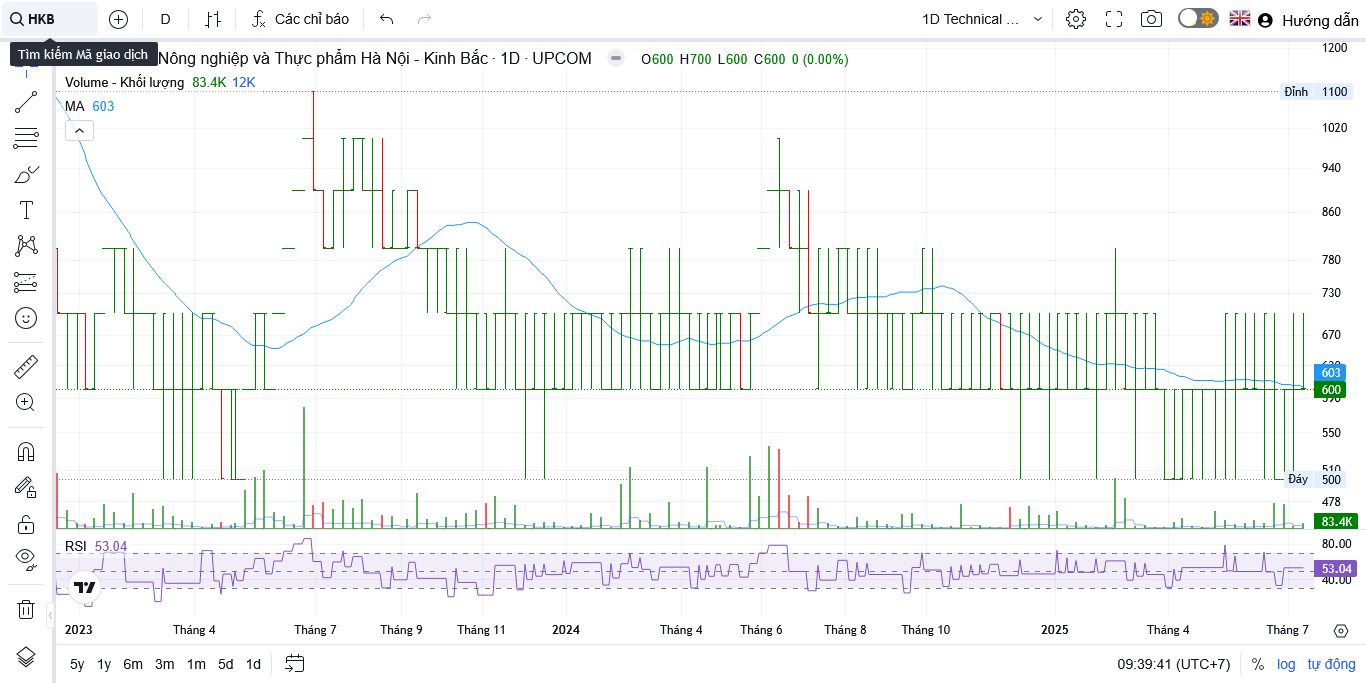 HKB
D
Các chỉ báo
1D Technical ...
Hướng dẫn
Tìm kiếm Mã giao dịch
Nông nghiệp và Thực phẩm Hà Nội - Kinh Bắc · 1D · UPCOM
O600 H700 L600 C600 0 (0.00%)
Volume - Khối lượng 83.4K 12K
MA 603
1200
Đỉnh 1100
1020
940
860
780
730
670
603
600
590
550
510
Đáy 500
478
83.4K
RSI 53.04
80.00
53.04
40.00
2023 Tháng 4 Tháng 7 Tháng 9 Tháng 11 2024 Tháng 4 Tháng 6 Tháng 8 Tháng 10 2025 Tháng 4 Tháng 7
5y 1y 6m 3m 1m 5d 1d
09:39:41 (UTC+7) % log tự động